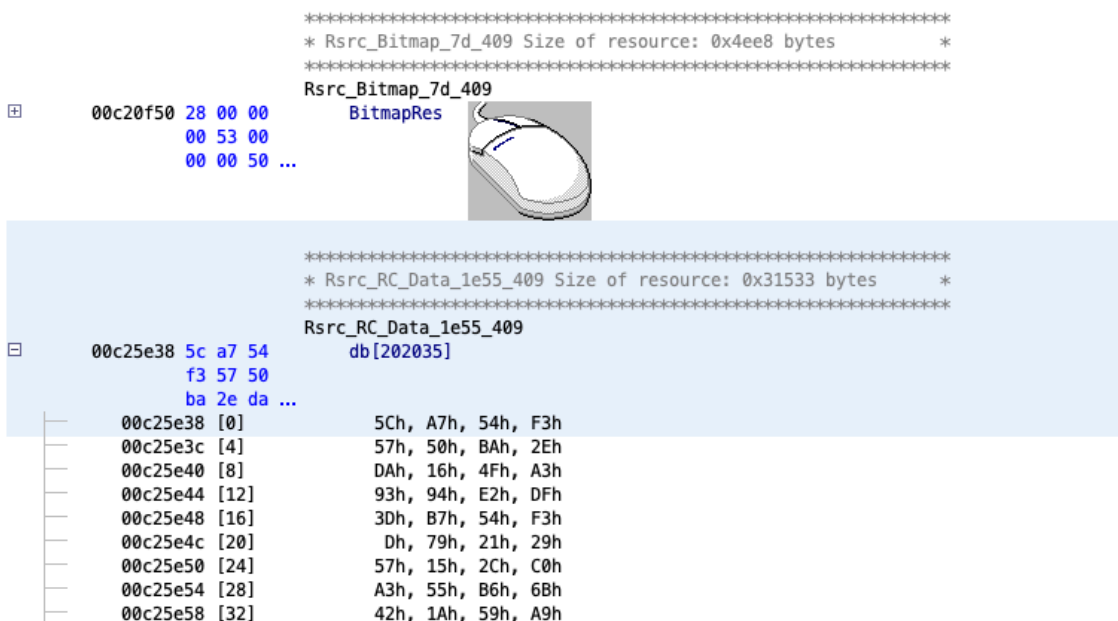 ******************************************************************
* Rsrc_Bitmap_7d_409 Size of resource: 0x4ee8 bytes *
******************************************************************
Rsrc_Bitmap_7d_409
00c20f50 28 00 00 BitmapRes
00 53 00
00 00 50 ...
******************************************************************
* Rsrc_RC_Data_1e55_409 Size of resource: 0x31533 bytes *
******************************************************************
Rsrc_RC_Data_1e55_409
00c25e38 5c a7 54 db[202035]
f3 57 50
ba 2e da ...
00c25e38 [0] 5Ch, A7h, 54h, F3h
00c25e3c [4] 57h, 50h, BAh, 2Eh
00c25e40 [8] DAh, 16h, 4Fh, A3h
00c25e44 [12] 93h, 94h, E2h, DFh
00c25e48 [16] 3Dh, B7h, 54h, F3h
00c25e4c [20] Dh, 79h, 21h, 29h
00c25e50 [24] 57h, 15h, 2Ch, C0h
00c25e54 [28] A3h, 55h, B6h, 6Bh
00c25e58 [32] 42h, 1Ah, 59h, A9h